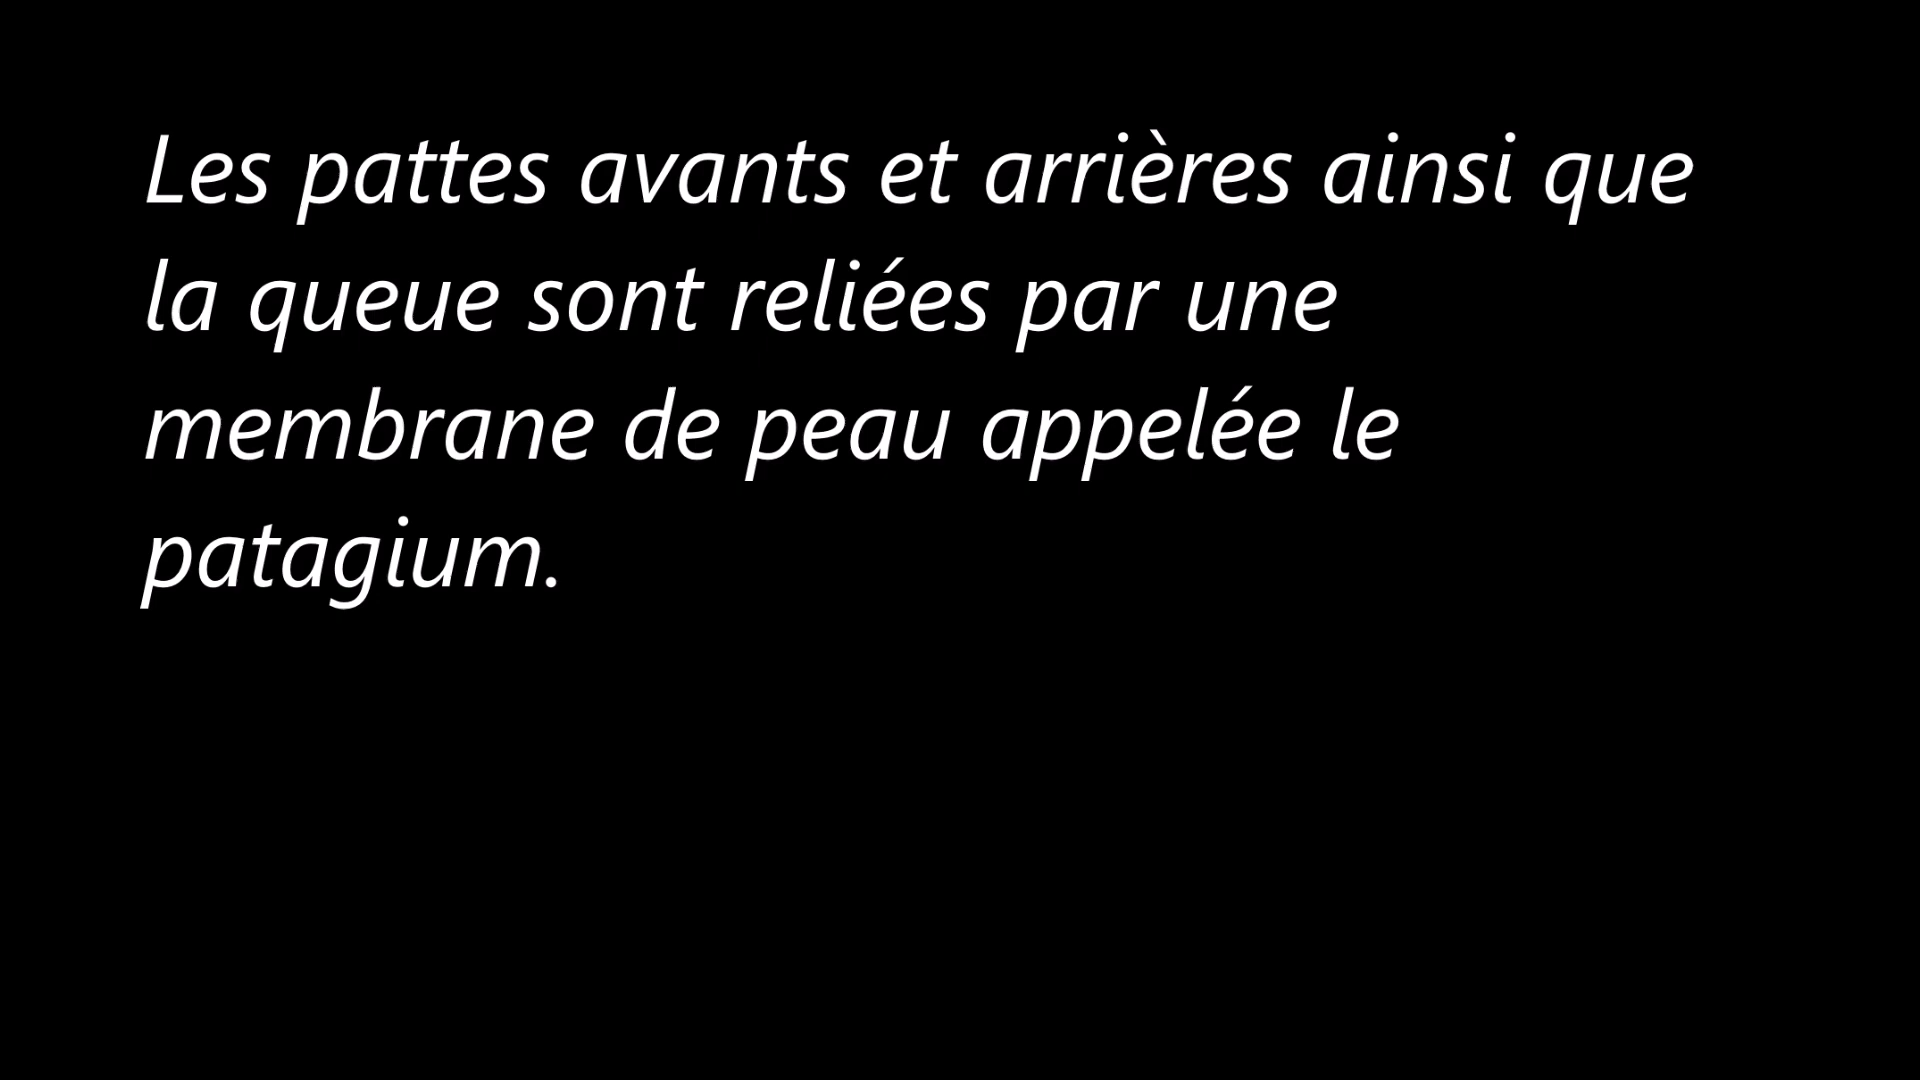 Les pattes avants et arrières ainsi que
la queue sont reliées par une
membrane de peau appelée le
patagium.